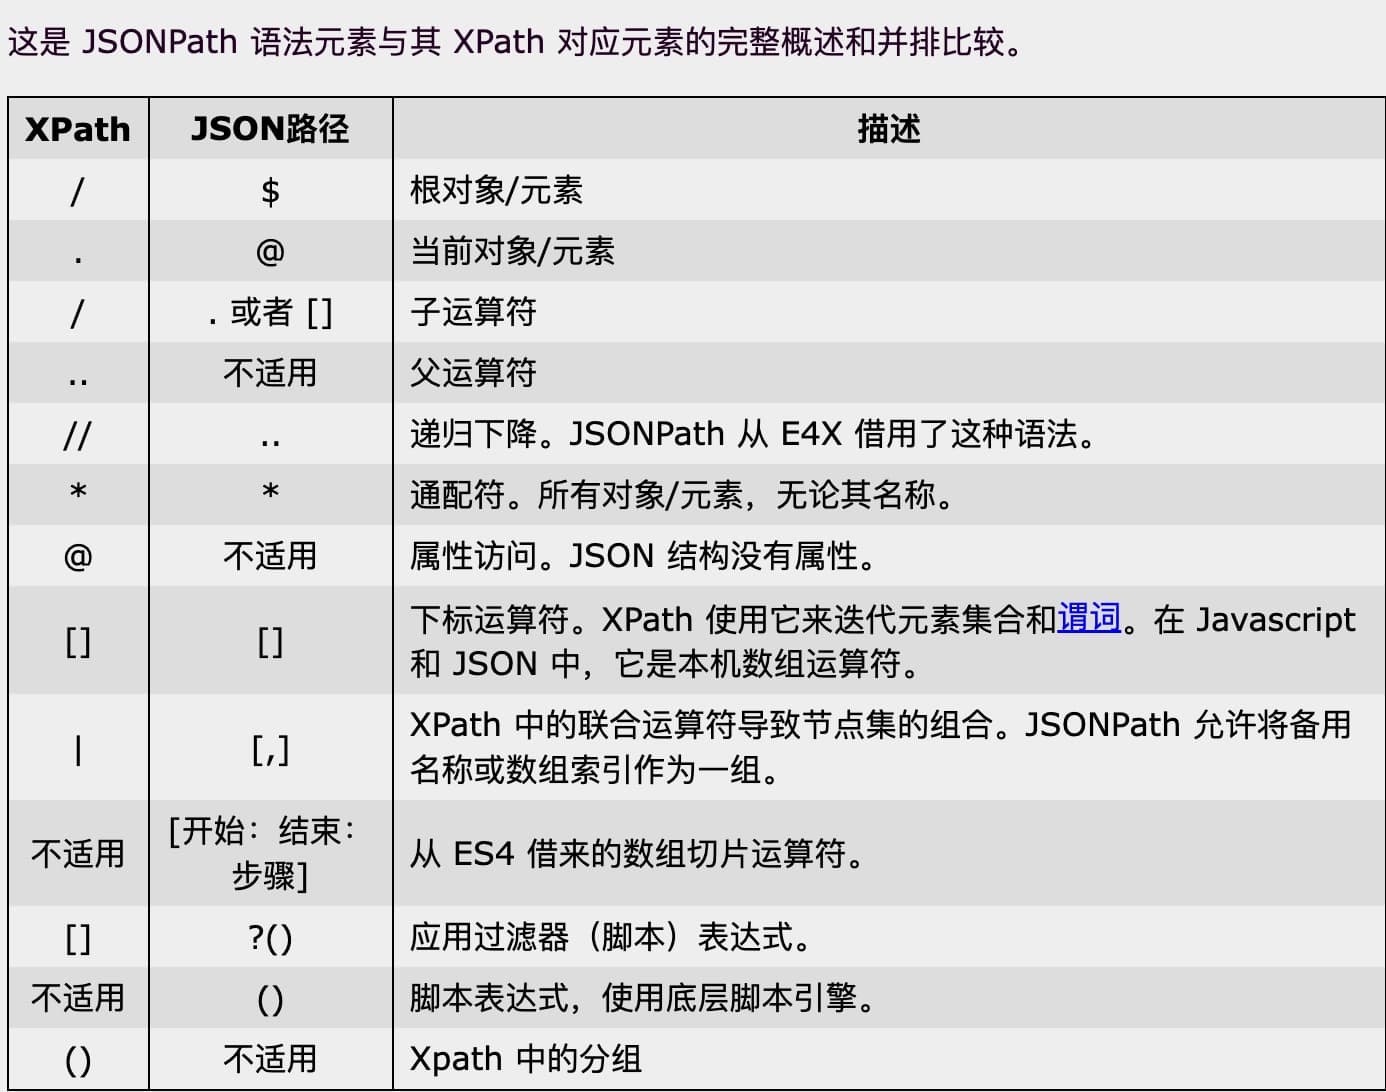 这是 JSONPath 语法元素与其 XPath 对应元素的完整概述和并排比较。
XPath JSON路径 描述
/ $ 根对象/元素
. @ 当前对象/元素
/ . 或者 [] 子运算符
.. 不适用 父运算符
// .. 递归下降。JSONPath 从 E4X 借用了这种语法。
* * 通配符。所有对象/元素，无论其名称。
@ 不适用 属性访问。JSON 结构没有属性。
[] [] 下标运算符。XPath 使用它来迭代元素集合和谓词。在 Javascript
和 JSON 中，它是本机数组运算符。
| [,] XPath 中的联合运算符导致节点集的组合。JSONPath 允许将备用
名称或数组索引作为一组。
不适用 [开始：结束：
步骤] 从 ES4 借来的数组切片运算符。
[] ?() 应用过滤器（脚本）表达式。
不适用 () 脚本表达式，使用底层脚本引擎。
() 不适用 Xpath 中的分组